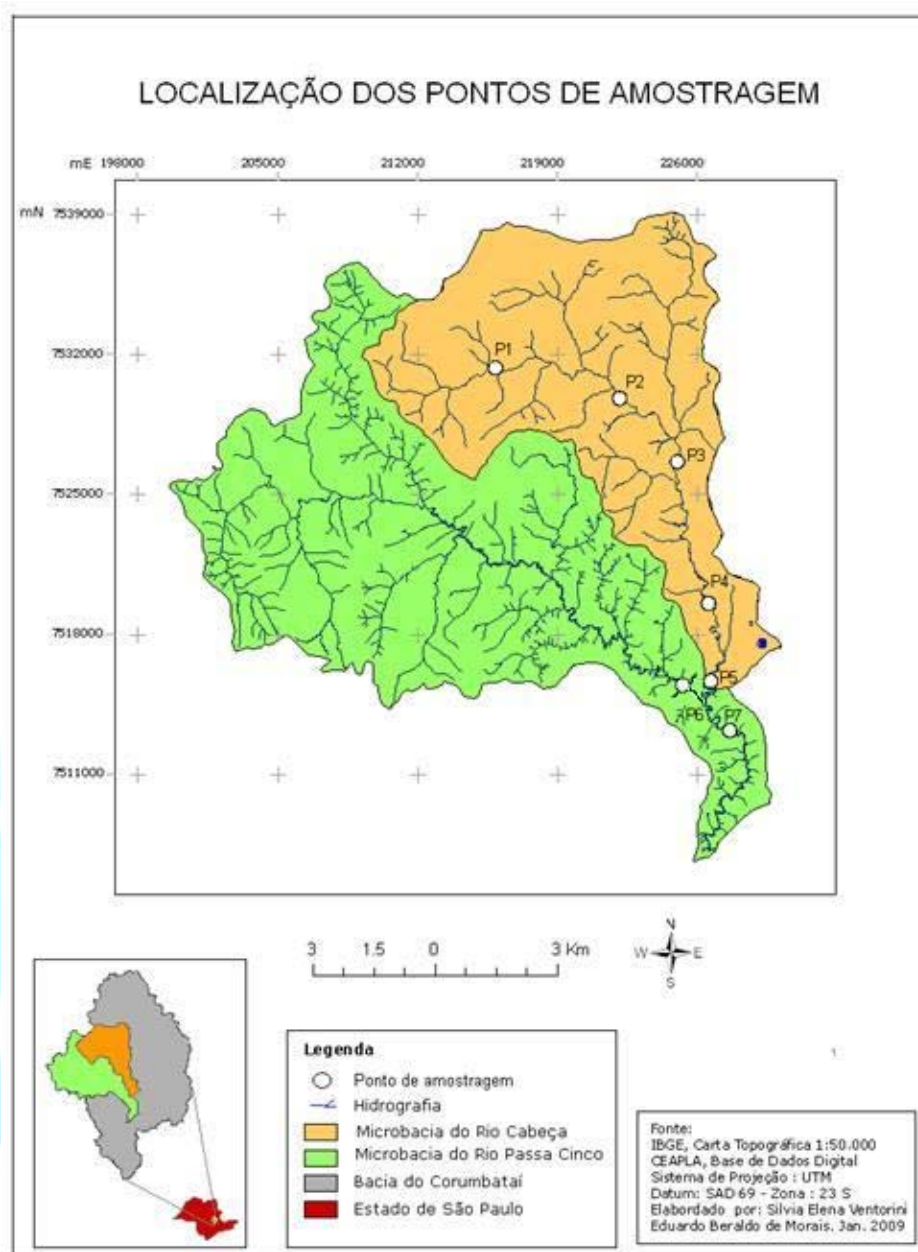 LOCALIZAÇÃO DOS PONTOS DE AMOSTRAGEM
mE 198000 205000 212000 219000 226000
mN
7539000
7532000
7525000
7518000
7511000
P1
P2
P3
P4
P5
P6 P7
3 1.5 0 3 Km
N
W E
S
Legenda
Ponto de amostragem
Hidrografia
Microbacia do Rio Cabeça
Microbacia do Rio Passa Cinco
Bacia do Corumbataí
Estado de São Paulo
1
Fonte:
IBGE, Carta Topográfica 1:50.000
CEAPLA, Base de Dados Digital
Sistema de Projeção : UTM
Datum: SAD 69 - Zona : 23 S
Elaborado por: Silvia Elena Ventorini
Eduardo Beraldo de Morais. Jan. 2009